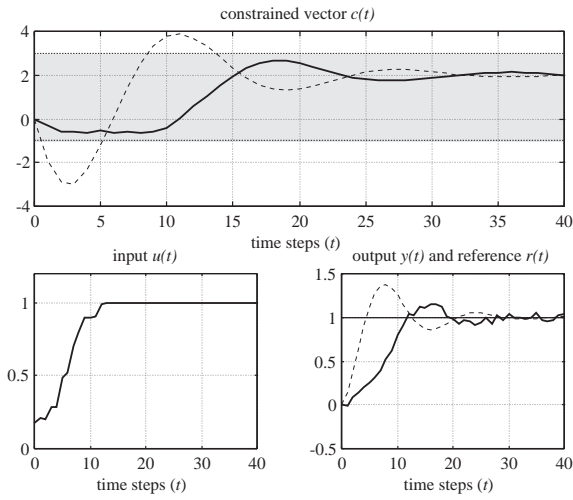 constrained vector c(t)
4
2
0
-2
-4
0 5 10 15 20 25 30 35 40
time steps (t)
input u(t)
1
0.5
0
0 10 20 30 40
time steps (t)
output y(t) and reference r(t)
1.5
1
0.5
0
-0.5
0 10 20 30 40
time steps (t)